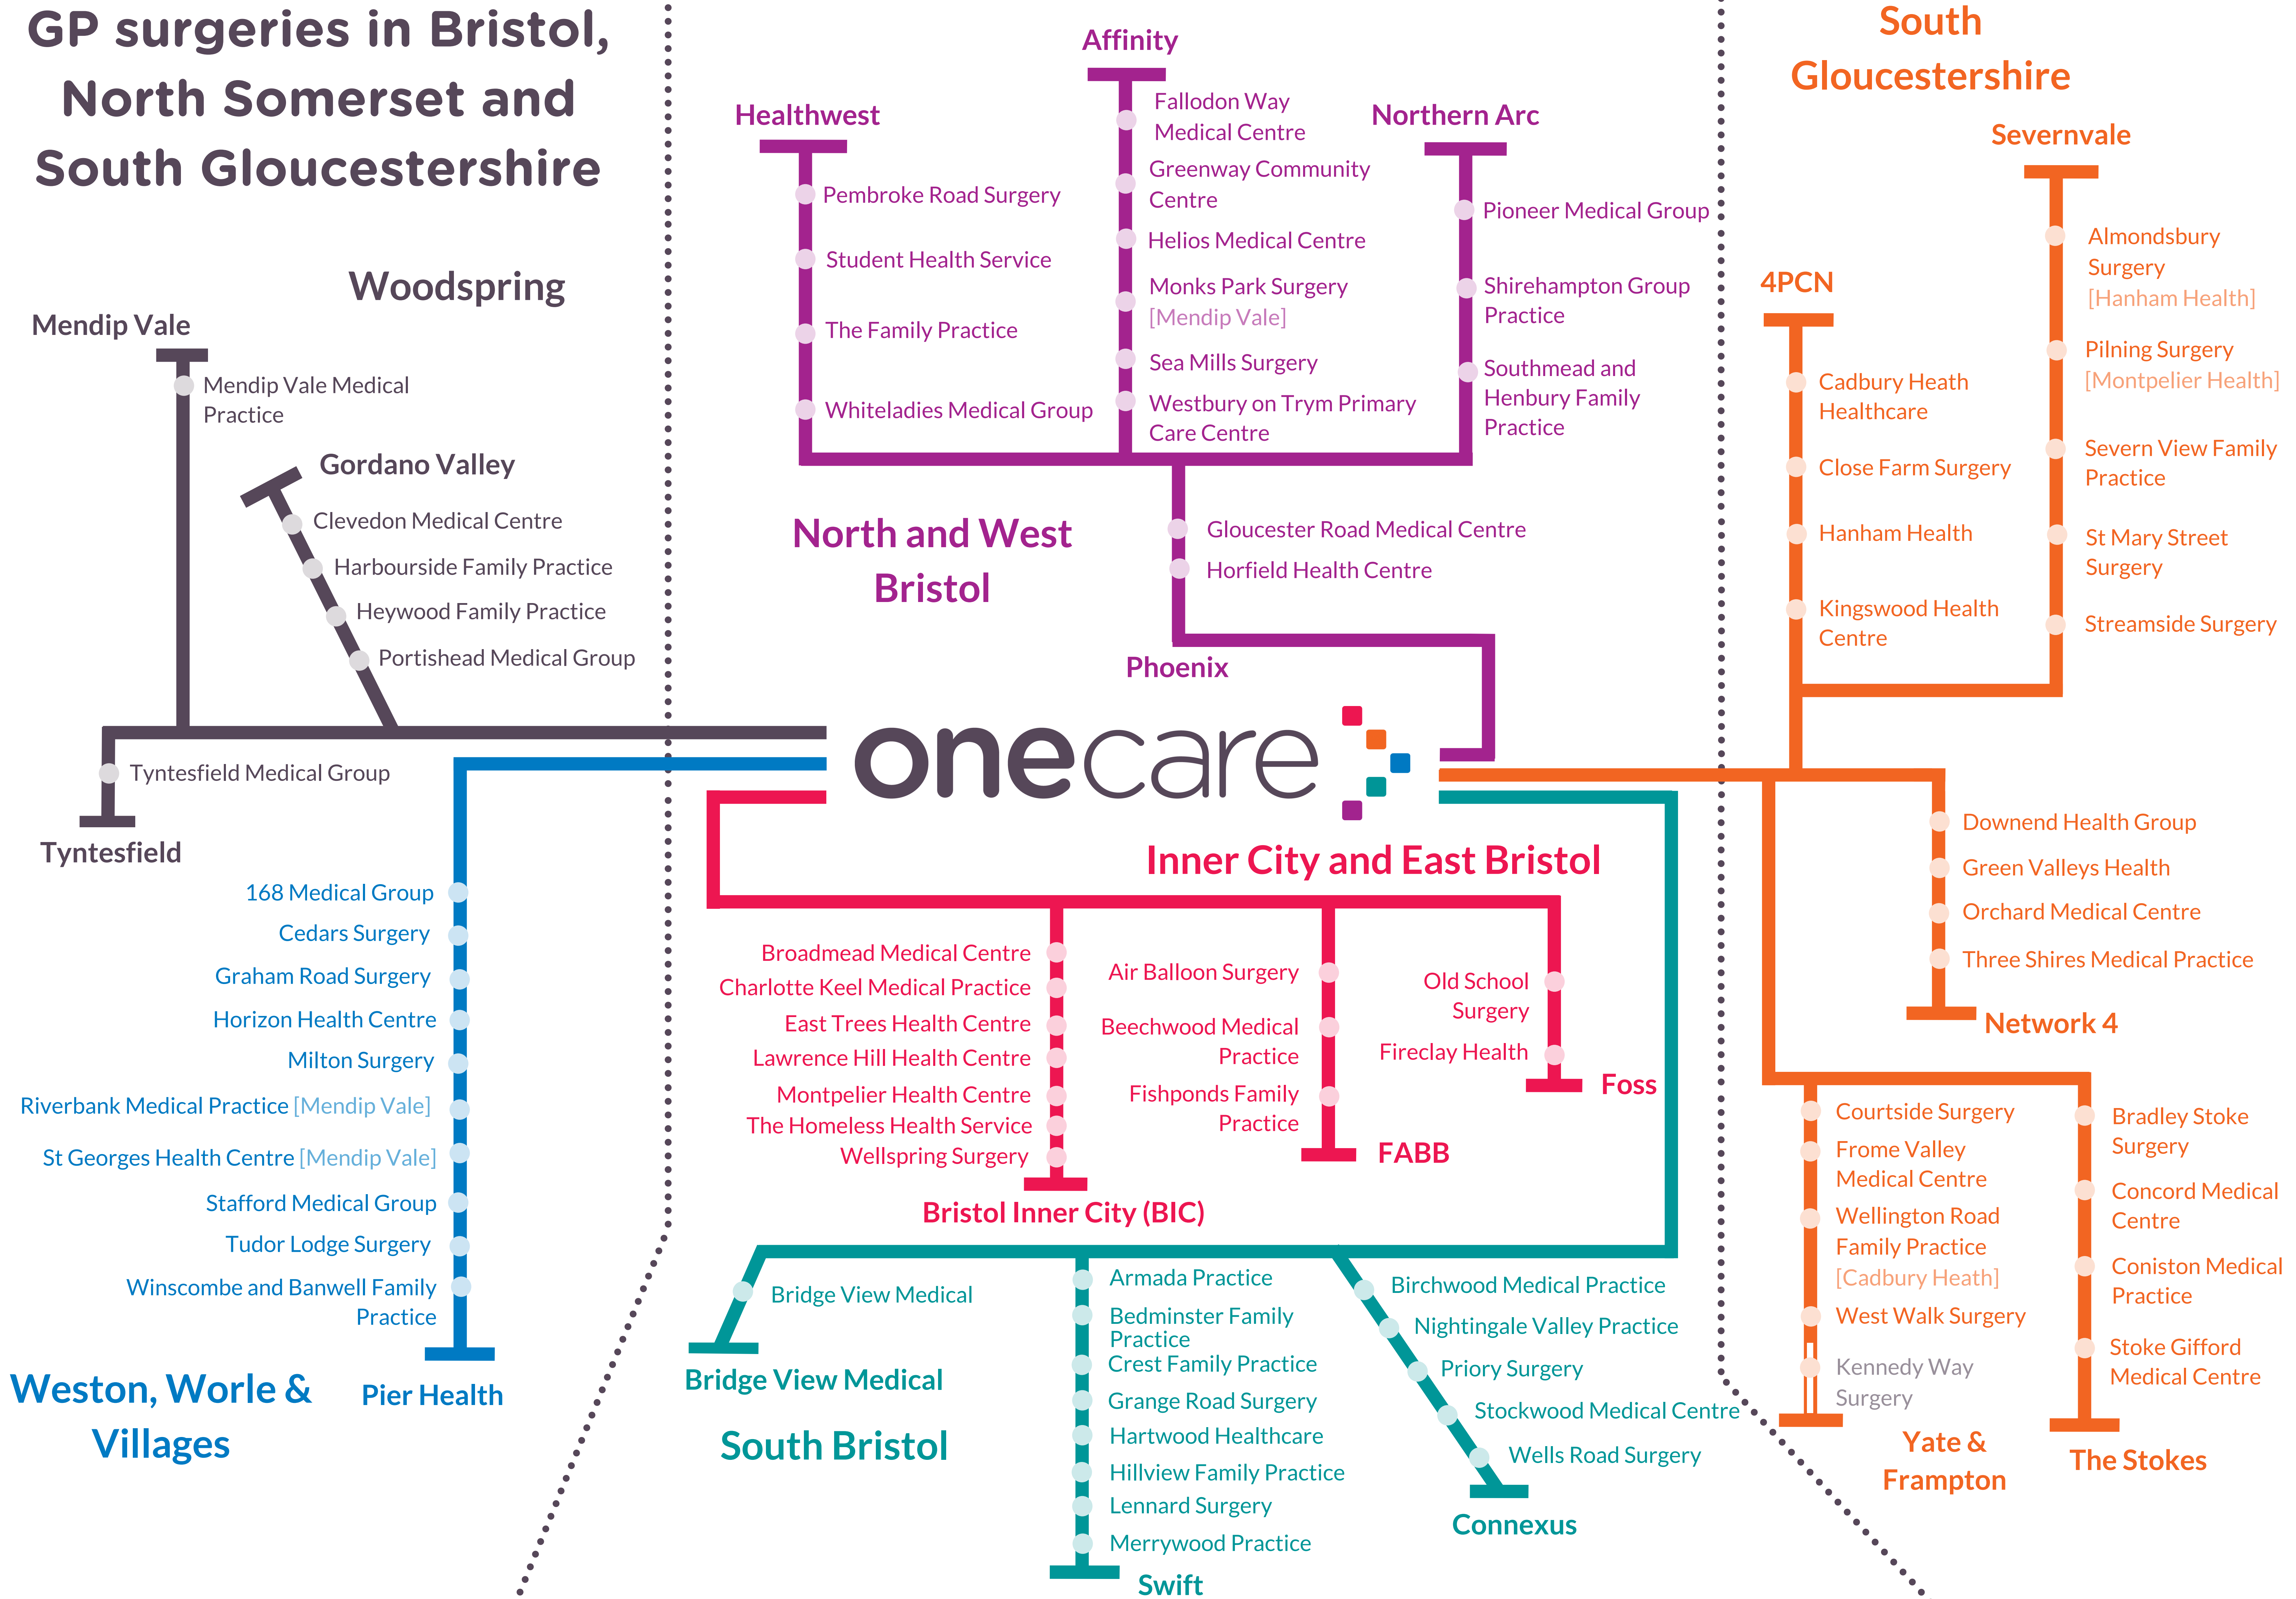 GP surgeries in Bristol,
North Somerset and
South Gloucestershire
Woodspring
Mendip Vale
Mendip Vale Medical
Practice
Gordano Valley
Clevedon Medical Centre
Harbourside Family Practice
Heywood Family Practice
Portishead Medical Group
Tyntesfield Medical Group
Tyntesfield
168 Medical Group
Cedars Surgery
Graham Road Surgery
Horizon Health Centre
Milton Surgery
Riverbank Medical Practice [Mendip Vale]
St Georges Health Centre [Mendip Vale]
Stafford Medical Group
Tudor Lodge Surgery
Winscombe and Banwell Family
Practice
Weston, Worle &
Villages
Pier Health
Healthwest
Pembroke Road Surgery
Student Health Service
The Family Practice
Whiteladies Medical Group
Affinity
Fallodon Way
Medical Centre
Greenway Community
Centre
Helios Medical Centre
Monks Park Surgery
[Mendip Vale]
Sea Mills Surgery
Westbury on Trym Primary
Care Centre
Northern Arc
Pioneer Medical Group
Shirehampton Group
Practice
Southmead and
Henbury Family
Practice
North and West
Bristol
Gloucester Road Medical Centre
Horfield Health Centre
Phoenix
onecare
Inner City and East Bristol
Broadmead Medical Centre
Charlotte Keel Medical Practice
East Trees Health Centre
Lawrence Hill Health Centre
Montpelier Health Centre
The Homeless Health Service
Wellspring Surgery
Bristol Inner City (BIC)
Air Balloon Surgery
Beechwood Medical
Practice
Fishponds Family
Practice
FABB
Old School
Surgery
Fireclay Health
Foss
Bridge View Medical
Bridge View Medical
South Bristol
Armada Practice
Bedminster Family
Practice
Crest Family Practice
Grange Road Surgery
Hartwood Healthcare
Hillview Family Practice
Lennard Surgery
Merrywood Practice
Swift
Birchwood Medical Practice
Nightingale Valley Practice
Priory Surgery
Stockwood Medical Centre
Wells Road Surgery
Connexus
South
Gloucestershire
4PCN
Cadbury Heath
Healthcare
Close Farm Surgery
Hanham Health
Kingswood Health
Centre
Severnvale
Almondsbury
Surgery
[Hanham Health]
Pilning Surgery
[Montpelier Health]
Severn View Family
Practice
St Mary Street
Surgery
Streamside Surgery
Downend Health Group
Green Valleys Health
Orchard Medical Centre
Three Shires Medical Practice
Network 4
Courtside Surgery
Frome Valley
Medical Centre
Wellington Road
Family Practice
[Cadbury Heath]
West Walk Surgery
Kennedy Way
Surgery
Yate &
Frampton
Bradley Stoke
Surgery
Concord Medical
Centre
Coniston Medical
Practice
Stoke Gifford
Medical Centre
The Stokes